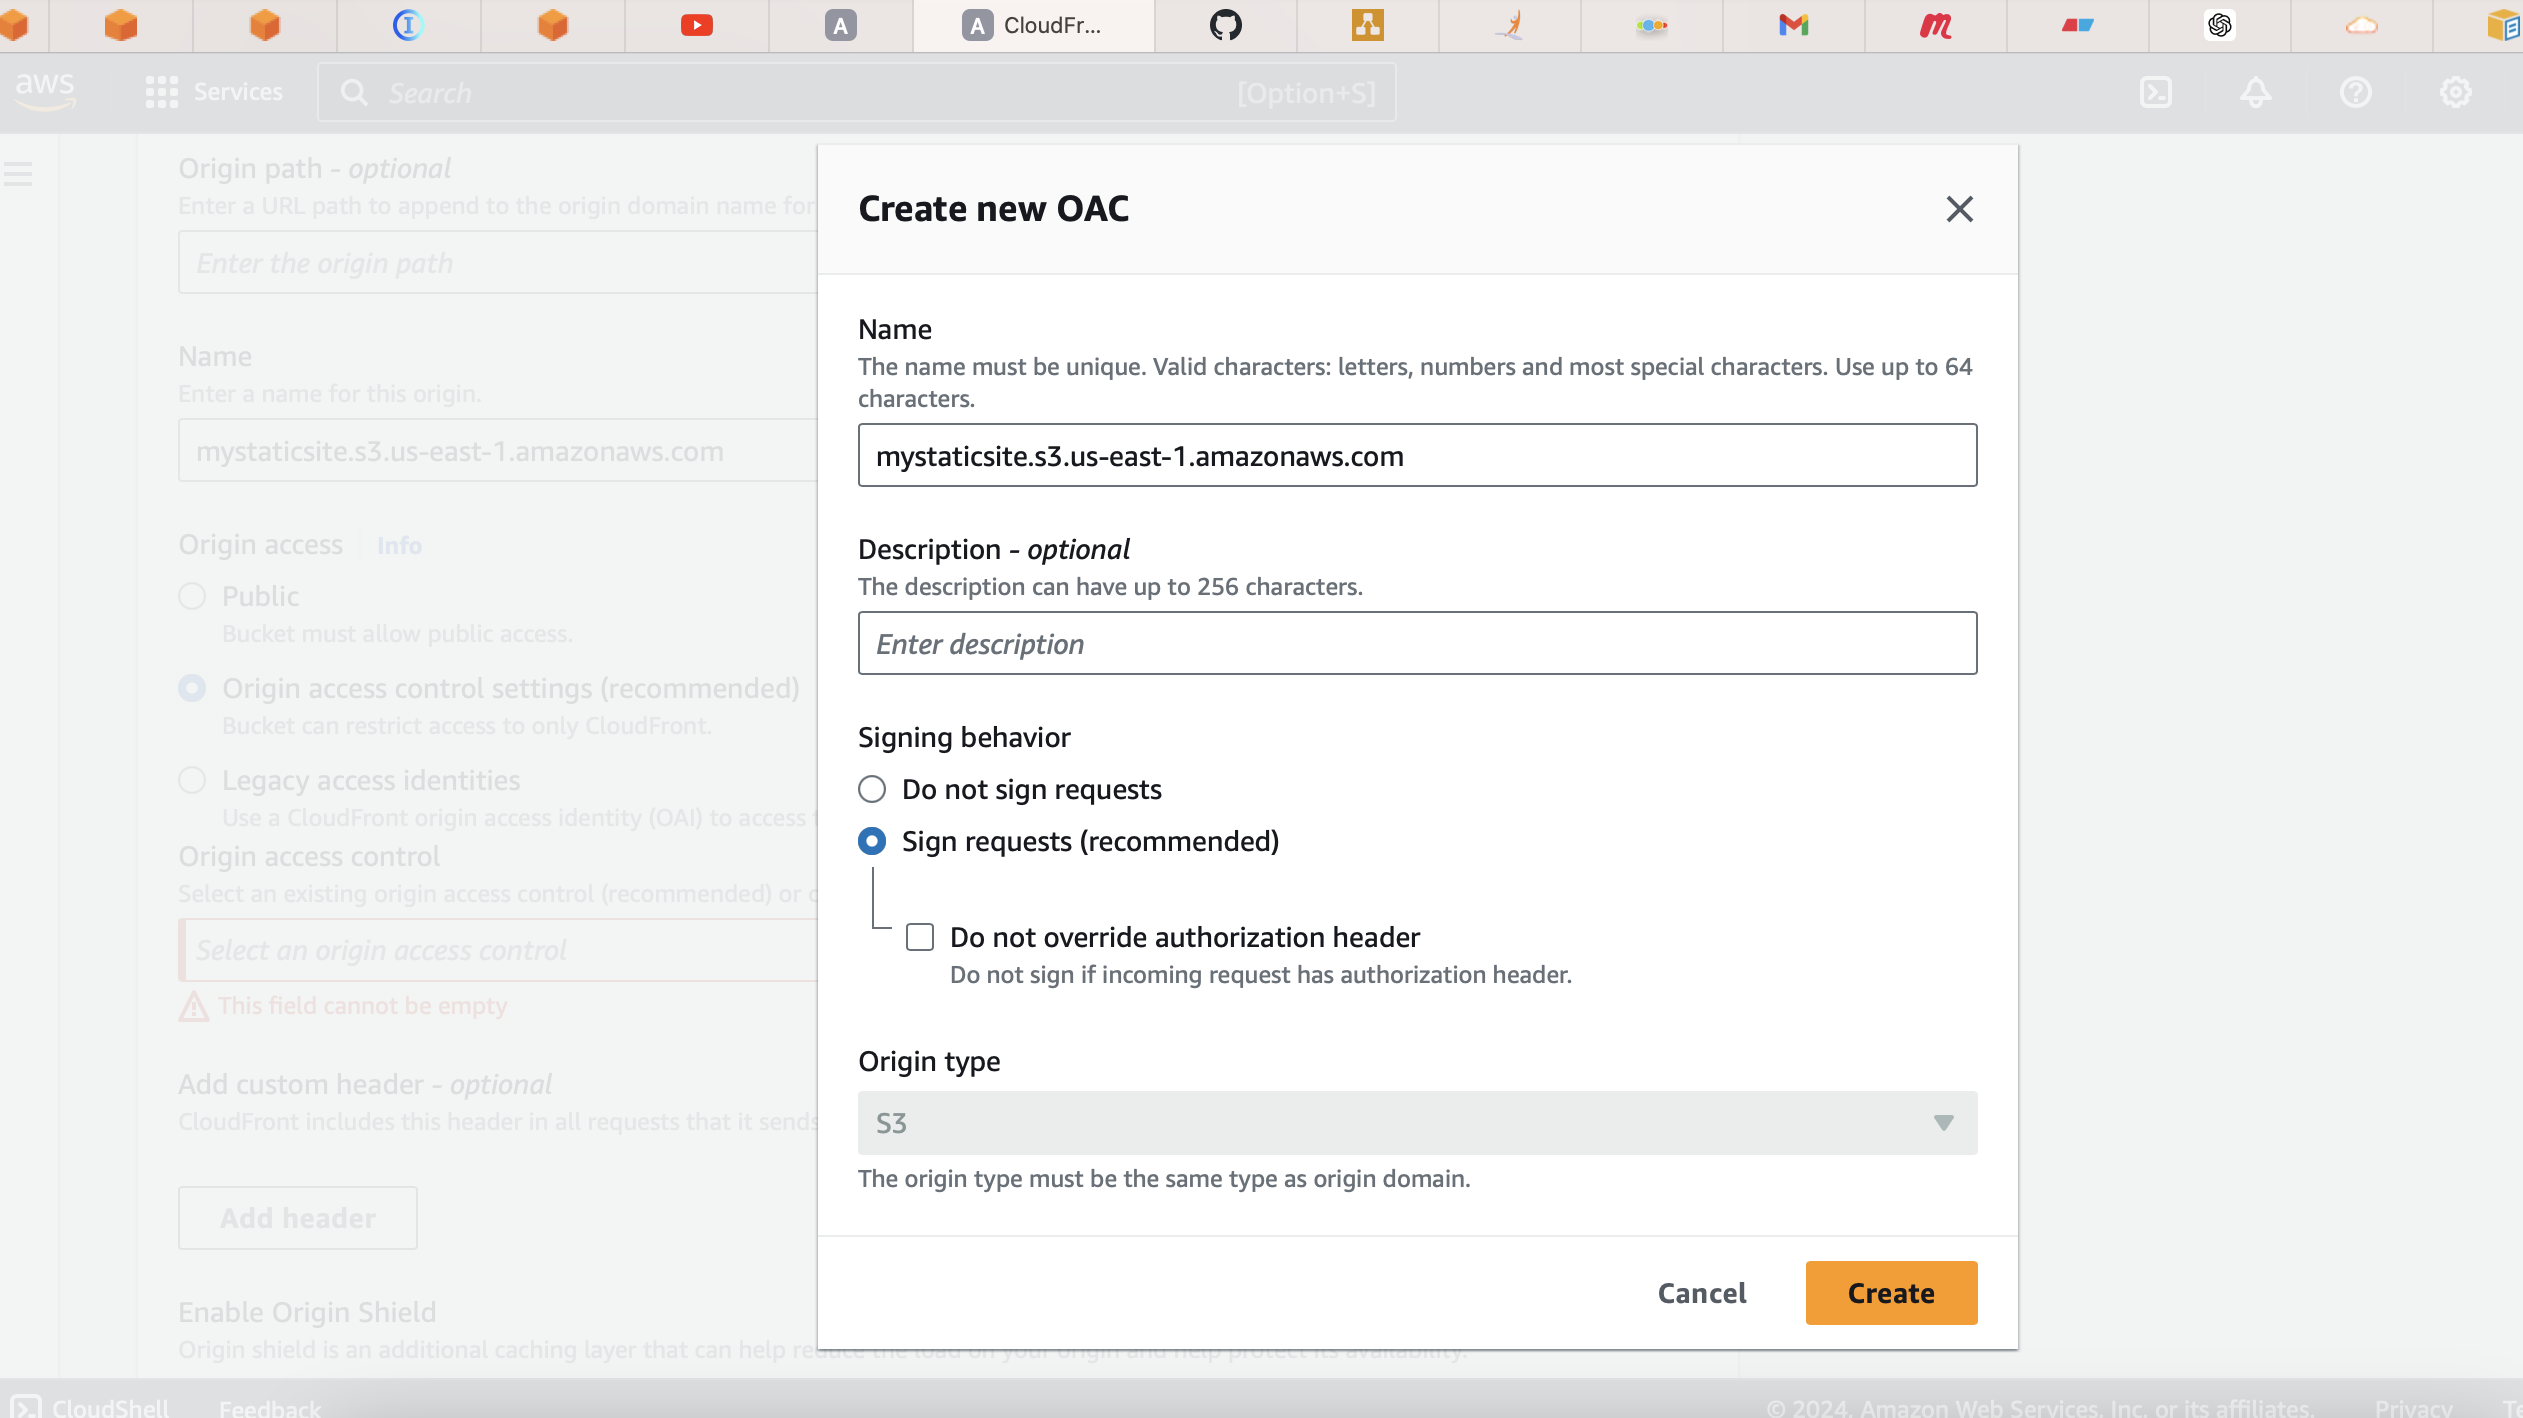 A
A CloudFr...
aws
Services
Search
[Option+S]
Origin path - optional
Enter a URL path to append to the origin domain name for
Enter the origin path
Name
Enter a name for this origin.
mystaticsite.s3.us-east-1.amazonaws.com
Origin access
Info
Public
Bucket must allow public access.
Origin access control settings (recommended)
Bucket can restrict access to only CloudFront.
Legacy access identities
Use a CloudFront origin access identity (OAI) to access
Origin access control
Select an existing origin access control (recommended) or
Select an origin access control
This field cannot be empty
Add custom header - optional
CloudFront includes this header in all requests that it sends
Add header
Enable Origin Shield
Origin shield is an additional caching layer that can help reduce the load on your origin and help protect its availability.
Create new OAC
Name
The name must be unique. Valid characters: letters, numbers and most special characters. Use up to 64
characters.
mystaticsite.s3.us-east-1.amazonaws.com
Description - optional
The description can have up to 256 characters.
Enter description
Signing behavior
Do not sign requests
Sign requests (recommended)
Do not override authorization header
Do not sign if incoming request has authorization header.
Origin type
S3
The origin type must be the same type as origin domain.
Cancel
Create
CloudShell
Feedback
© 2024, Amazon Web Services, Inc. or its affiliates.
Privacy